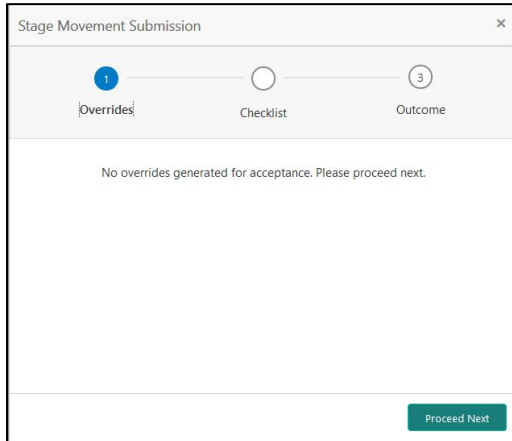 Stage Movement Submission ×
1 3
Overrides Checklist Outcome
No overrides generated for acceptance. Please proceed next.
Proceed Next